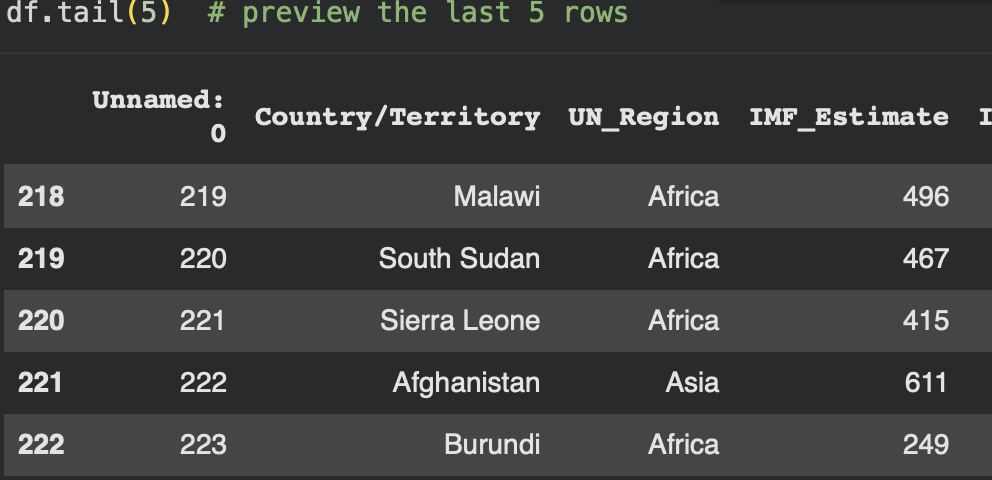 df.tail(5)  # preview the last 5 rows
Unnamed: 0 Country/Territory UN_Region IMF_Estimate I
218 219 Malawi Africa 496
219 220 South Sudan Africa 467
220 221 Sierra Leone Africa 415
221 222 Afghanistan Asia 611
222 223 Burundi Africa 249